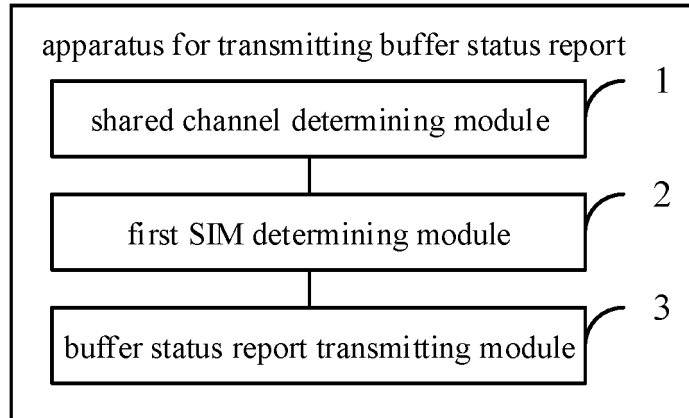 apparatus for transmitting buffer status report
1
shared channel determining module
2
first SIM determining module
3
buffer status report transmitting module